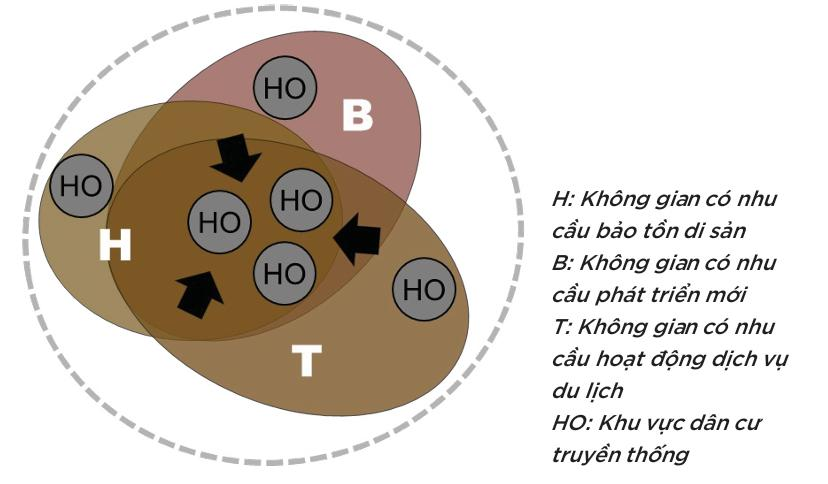 HO
B
HO
HO
HO
H
HO
HO
T
H: Không gian có nhu
cầu bảo tồn di sản
B: Không gian có nhu
cầu phát triển mới
T: Không gian có nhu
cầu hoạt động dịch vụ
du lịch
HO: Khu vực dân cư
truyền thống